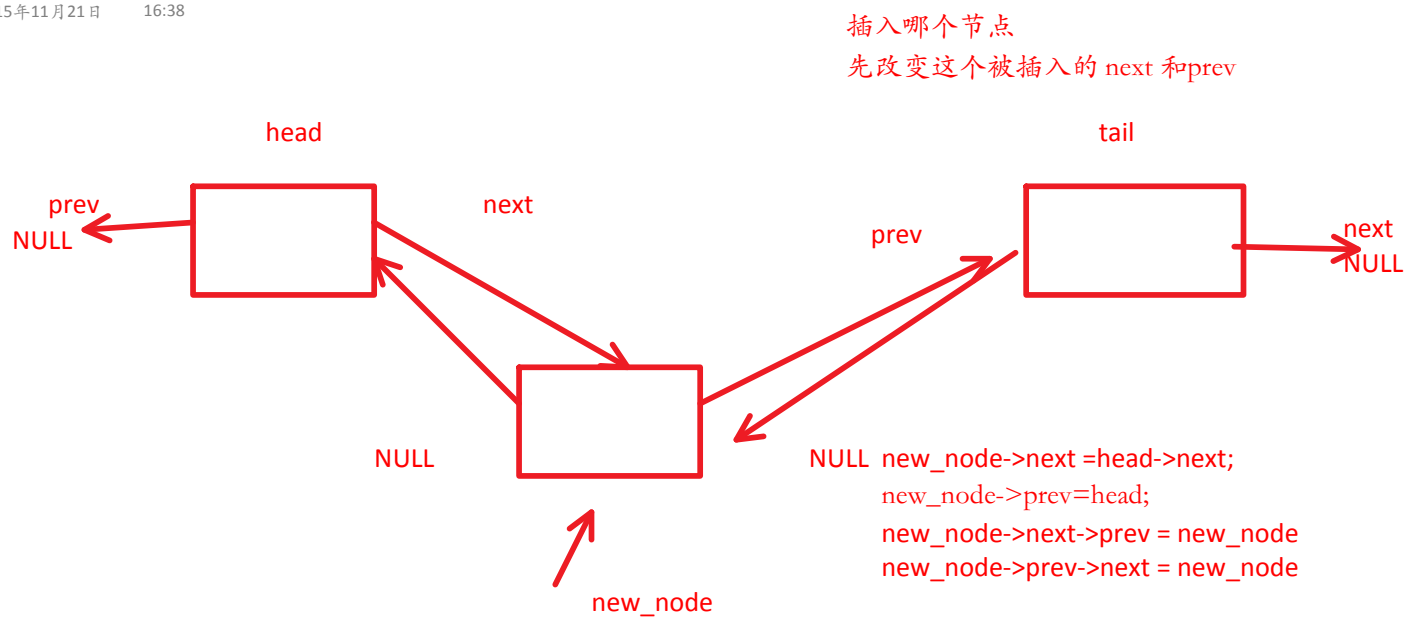 15年11月21日 16:38
插入哪个节点
先改变这个被插入的 next 和prev
head
tail
prev
NULL
next
prev
next
NULL
NULL
NULL new_node->next =head->next;
new_node->prev=head;
new_node->next->prev = new_node
new_node->prev->next = new_node
new_node